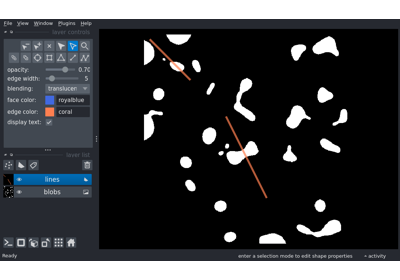 File View Window Plugins Help
layer controls
opacity: 0.70
edge width: 5
blending: translucen
face color: royalblue
edge color: coral
display text:
layer list
lines
blobs
Ready enter a selection mode to edit shape properties activity